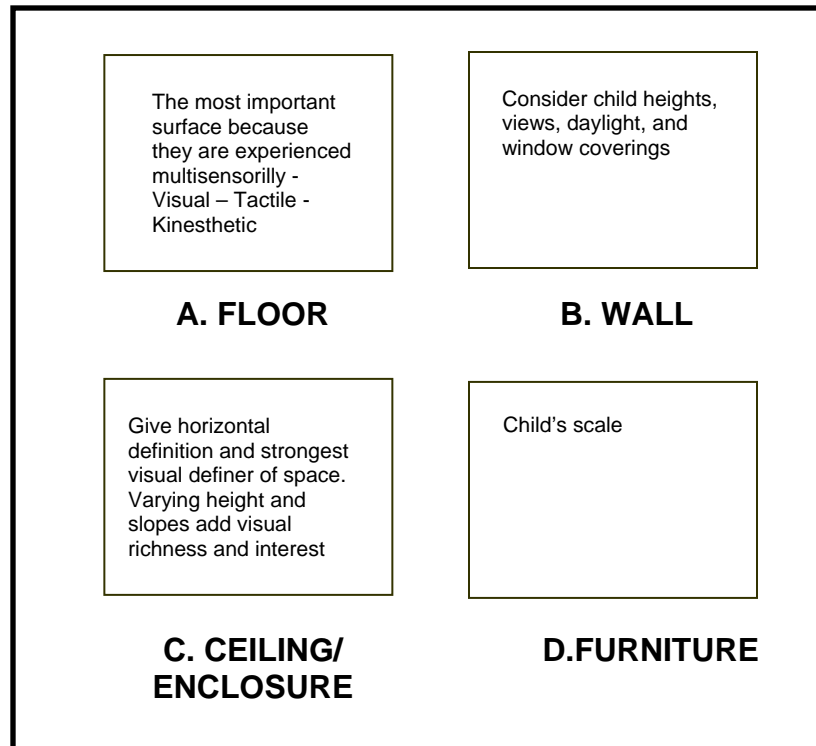 The most important
surface because
they are experienced
multisensorilly -
Visual – Tactile -
Kinesthetic
A. FLOOR
Consider child heights,
views, daylight, and
window coverings
B. WALL
Give horizontal
definition and strongest
visual definer of space.
Varying height and
slopes add visual
richness and interest
C. CEILING/
ENCLOSURE
Child’s scale
D.FURNITURE